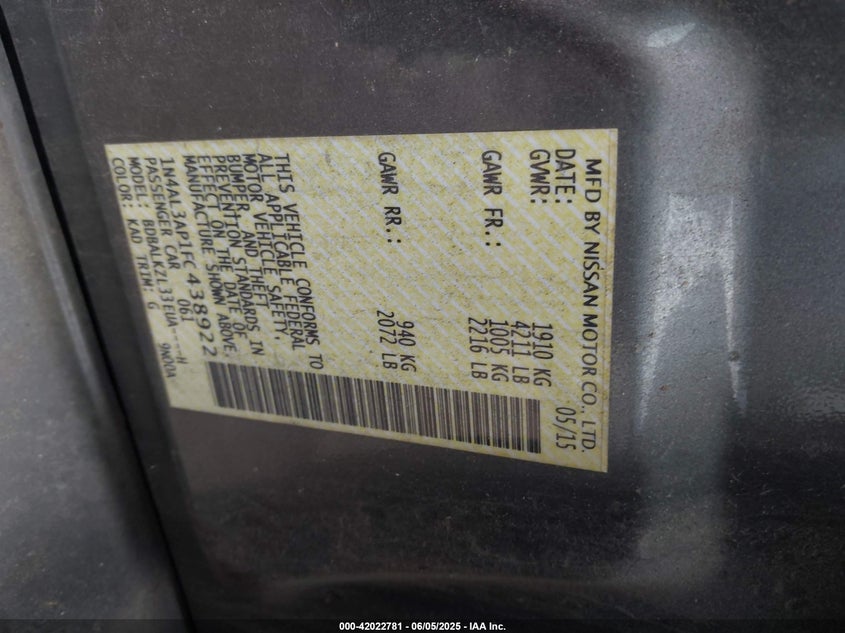 MFD BY NISSAN MOTOR CO., LTD.
DATE: 05/15
GVWR: 1910 KG
4211 LB
GAWR FR.: 1005 KG
2216 LB
GAWR RR.: 940 KG
2072 LB
THIS VEHICLE CONFORMS TO
ALL APPLICABLE FEDERAL
MOTOR VEHICLE SAFETY,
BUMPER, AND THEFT
PREVENTION STANDARDS IN
EFFECT ON THE DATE OF
MANUFACTURE SHOWN ABOVE.
1N4AL3AP1FC438922
PASSENGER CAR 061
MODEL: BDBALKZL33EUA----H
COLOR: KAD TRIM: G
000-42022781 - 06/05/2025 - IAA Inc.